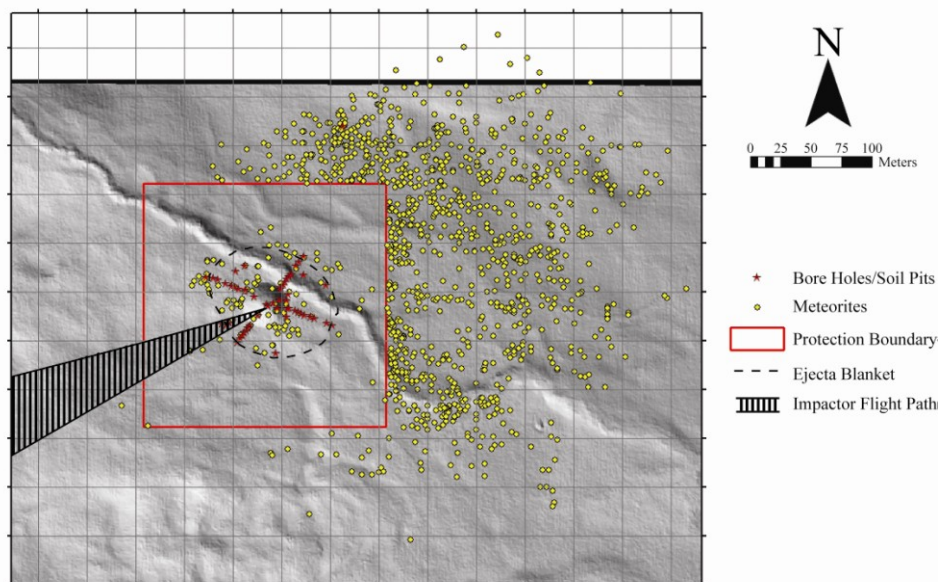 N
0 25 50 75 100
Meters
Bore Holes/Soil Pits
Meteorites
Protection Boundary
Ejecta Blanket
Impactor Flight Path